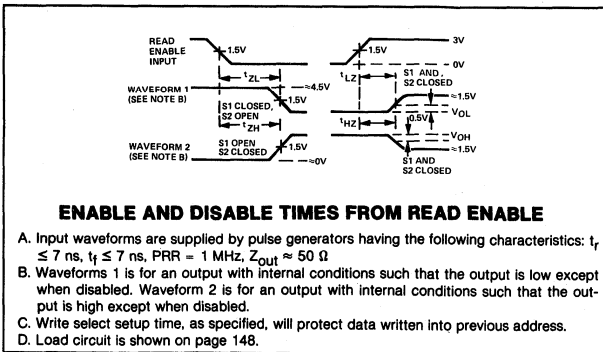 READ
ENABLE
INPUT
1.5V
1.5V
3V
0V
tZL
tLZ
S1 AND,
S2 CLOSED
WAVEFORM 1
(SEE NOTE B)
≈4.5V
1.5V
≈1.5V
S1 CLOSED,
S2 OPEN
VOL
tZH
tHZ
0.5V
VOH
WAVEFORM 2
(SEE NOTE B)
S1 OPEN
S2 CLOSED
1.5V
≈1.5V
≈0V
S1 AND
S2 CLOSED
ENABLE AND DISABLE TIMES FROM READ ENABLE
A. Input waveforms are supplied by pulse generators having the following characteristics: tr
≤ 7 ns, tf ≤ 7 ns, PRR = 1 MHz, Zout ≈ 50 Ω
B. Waveforms 1 is for an output with internal conditions such that the output is low except
when disabled. Waveform 2 is for an output with internal conditions such that the out-
put is high except when disabled.
C. Write select setup time, as specified, will protect data written into previous address.
D. Load circuit is shown on page 148.